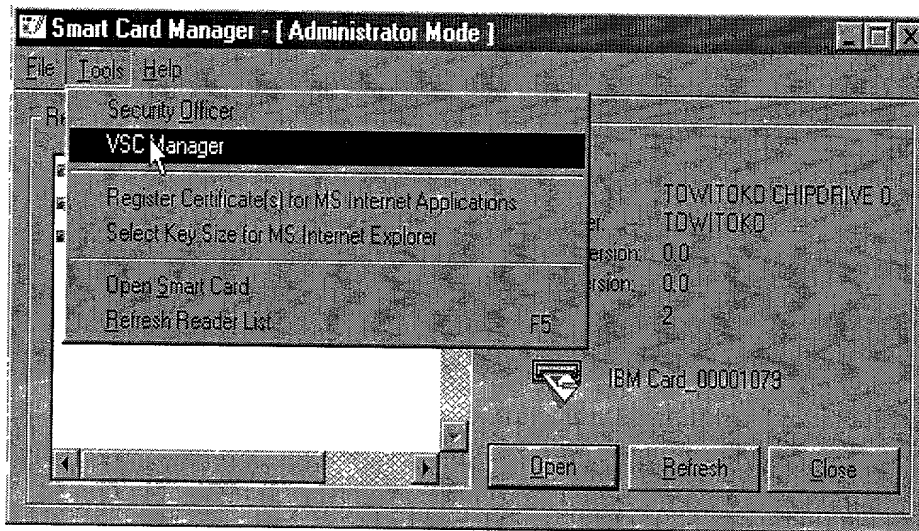 Smart Card Manager - [ Administrator Mode ]
File Tools Help
Security Officer
VSC Manager
Register Certificate(s) for MS Internet Applications
Select Key Size for MS Internet Explorer
Open Smart Card
Refresh Reader List F5
TOWITOKO CHIPDRIVE 0
TOWITOKO
ersion: 0.0
rsion: 0.0
2
IBM Card_00001079
Open Refresh Close